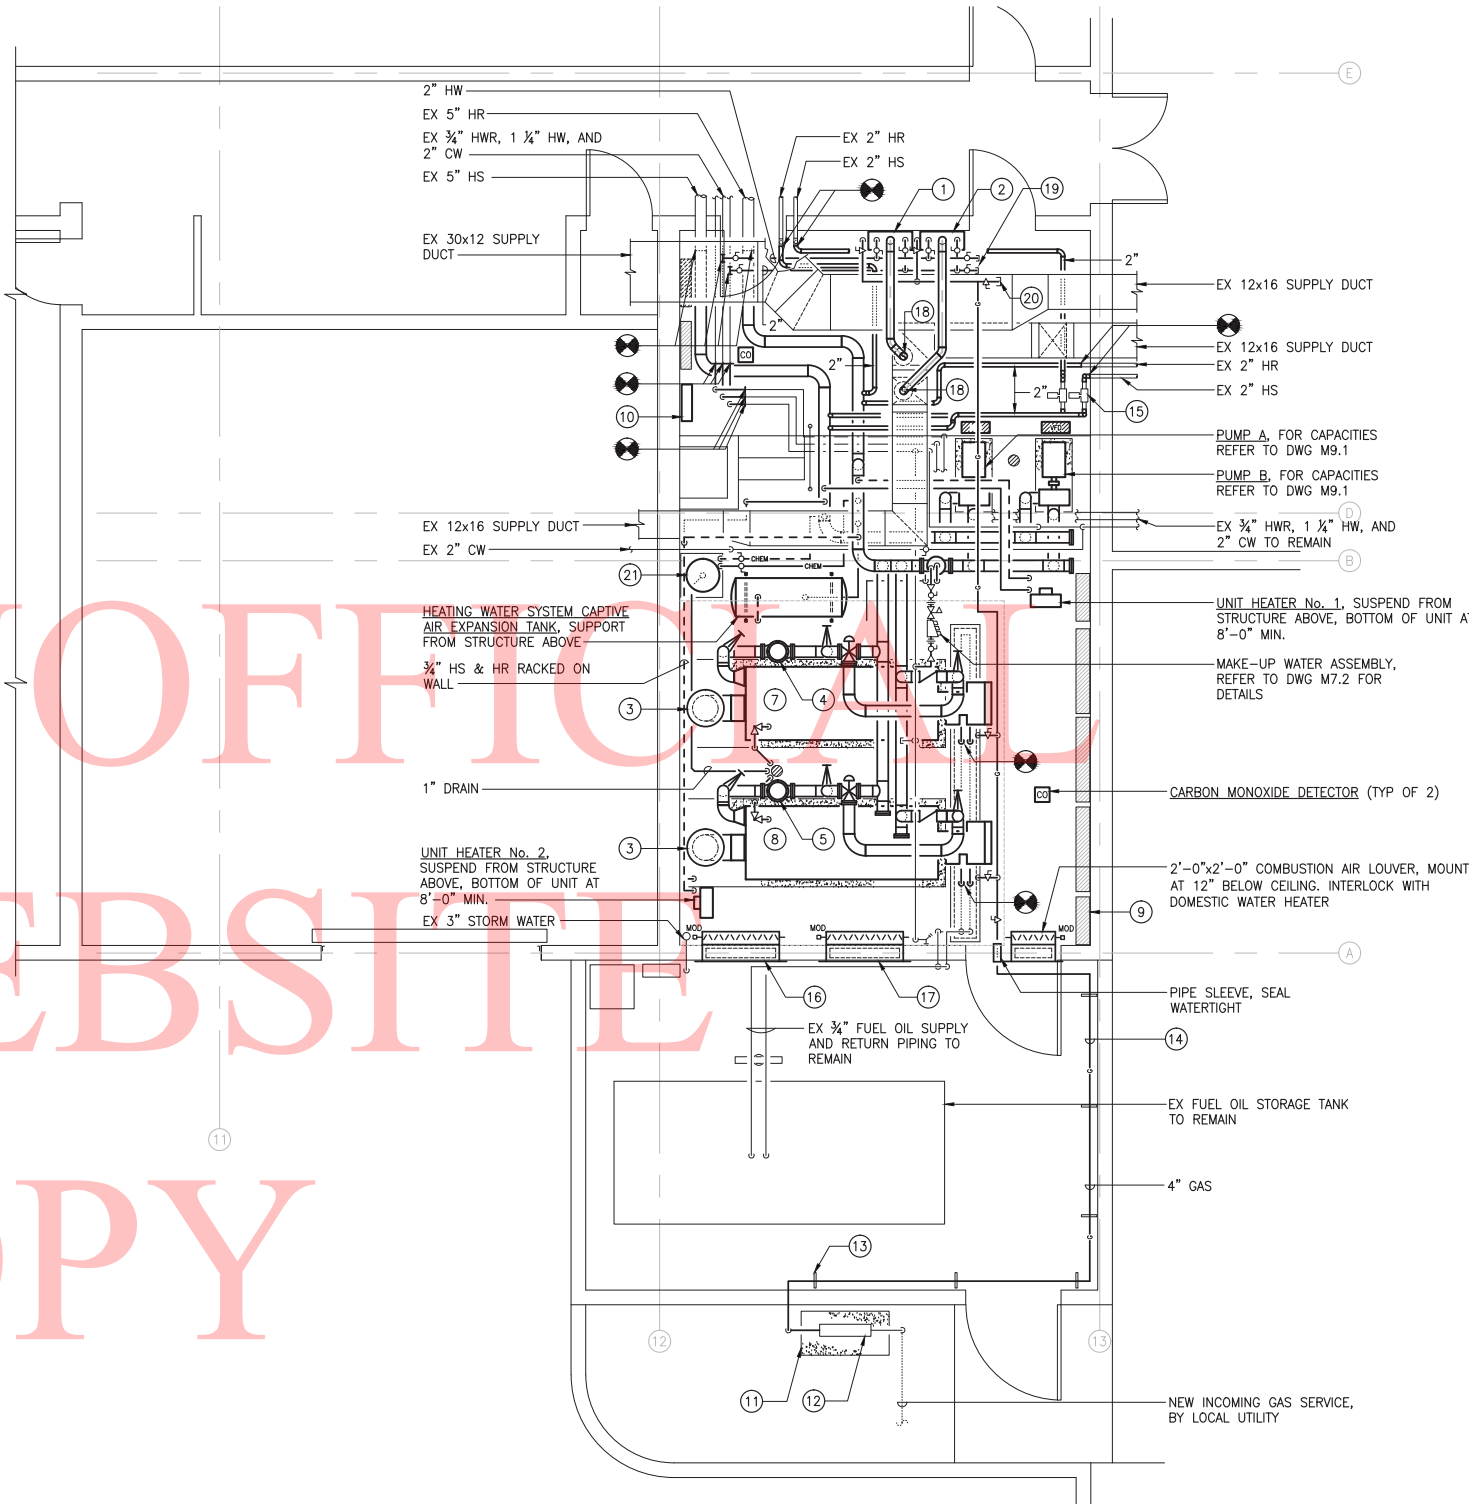 2" HW
EX 5" HR
EX ¾" HWR, 1 ¼" HW, AND
2" CW
EX 5" HS
EX 2" HR
EX 2" HS
1
2
19
E
EX 30x12 SUPPLY
DUCT
2"
20
EX 12x16 SUPPLY DUCT
18
2"
CO
2"
EX 12x16 SUPPLY DUCT
EX 2" HR
EX 2" HS
18
2"
10
15
VFD
PUMP A, FOR CAPACITIES
REFER TO DWG M9.1
PUMP B, FOR CAPACITIES
REFER TO DWG M9.1
D
EX 12x16 SUPPLY DUCT
EX 2" CW
EX ¾" HWR, 1 ¼" HW, AND
2" CW TO REMAIN
B
CHEM
CHEM
21
HEATING WATER SYSTEM CAPTIVE
AIR EXPANSION TANK, SUPPORT
FROM STRUCTURE ABOVE
¾" HS & HR RACKED ON
WALL
UNIT HEATER No. 1, SUSPEND FROM
STRUCTURE ABOVE, BOTTOM OF UNIT AT
8'-0" MIN.
MAKE-UP WATER ASSEMBLY,
REFER TO DWG M7.2 FOR
DETAILS
OFFICIAL
3
7
4
1" DRAIN
CO
CARBON MONOXIDE DETECTOR (TYP OF 2)
3
8
5
UNIT HEATER No. 2,
SUSPEND FROM STRUCTURE
ABOVE, BOTTOM OF UNIT AT
8'-0" MIN.
EX 3" STORM WATER
2'-0"x2'-0" COMBUSTION AIR LOUVER, MOUNT
AT 12" BELOW CEILING. INTERLOCK WITH
DOMESTIC WATER HEATER
9
MOD
MOD
MOD
EBSITE
A
16
17
PIPE SLEEVE, SEAL
WATERTIGHT
EX ¾" FUEL OIL SUPPLY
AND RETURN PIPING TO
REMAIN
14
EX FUEL OIL STORAGE TANK
TO REMAIN
11
4" GAS
OPY
13
12
13
11
12
NEW INCOMING GAS SERVICE,
BY LOCAL UTILITY